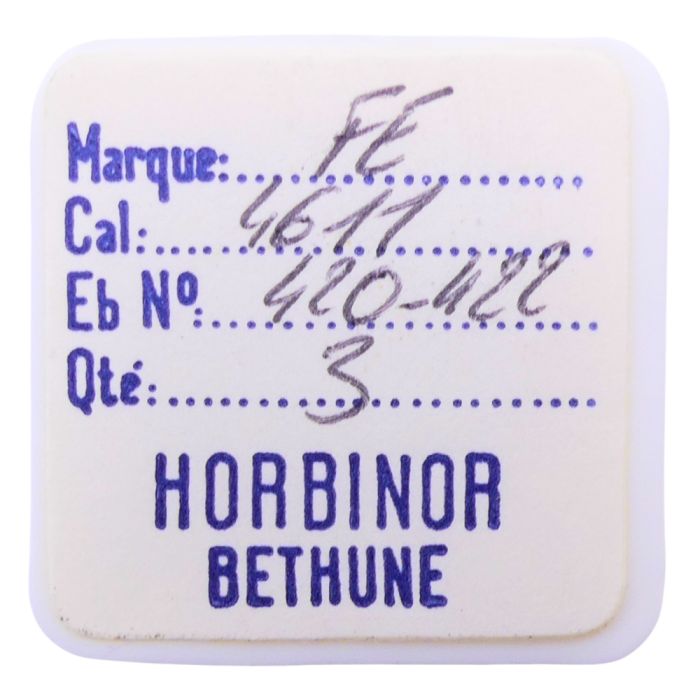 Marque: FE
Cal: 4611
Eb Nº: 420-422
Qté: 3
HORBINOR
BETHUNE